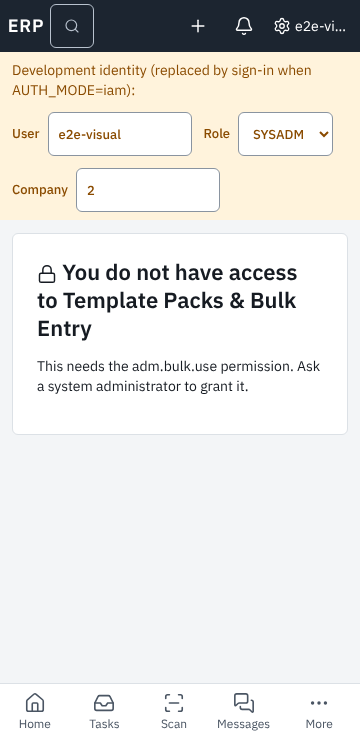 ERP
e2e-vi...
Development identity (replaced by sign-in when
AUTH_MODE=iam):
User e2e-visual Role SYSADM
Company 2
You do not have access
to Template Packs & Bulk
Entry
This needs the adm.bulk.use permission. Ask
a system administrator to grant it.
Home Tasks Scan Messages More